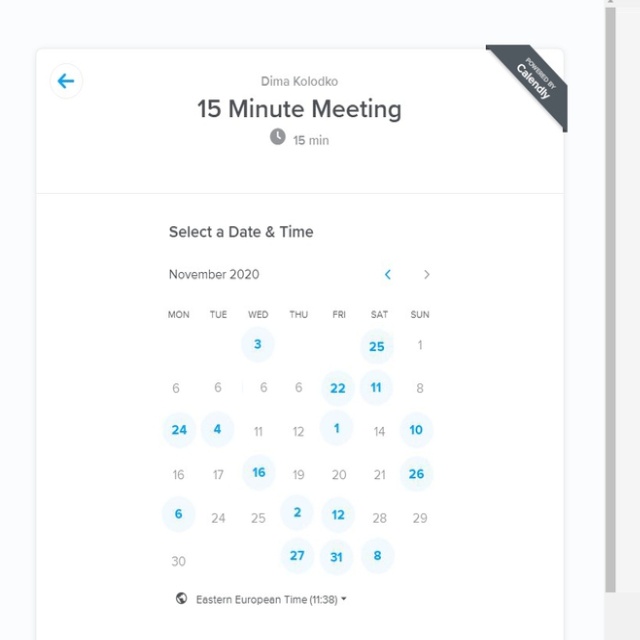 Dima Kolodko
15 Minute Meeting
15 min
POWERED BY
Calendly
Select a Date & Time
November 2020
MON TUE WED THU FRI SAT SUN
3 25 1
6 6 6 6 22 11 8
24 4 11 12 1 14 10
16 17 16 19 20 21 26
6 24 25 2 12 28 29
30 27 31 8
Eastern European Time (11:38)